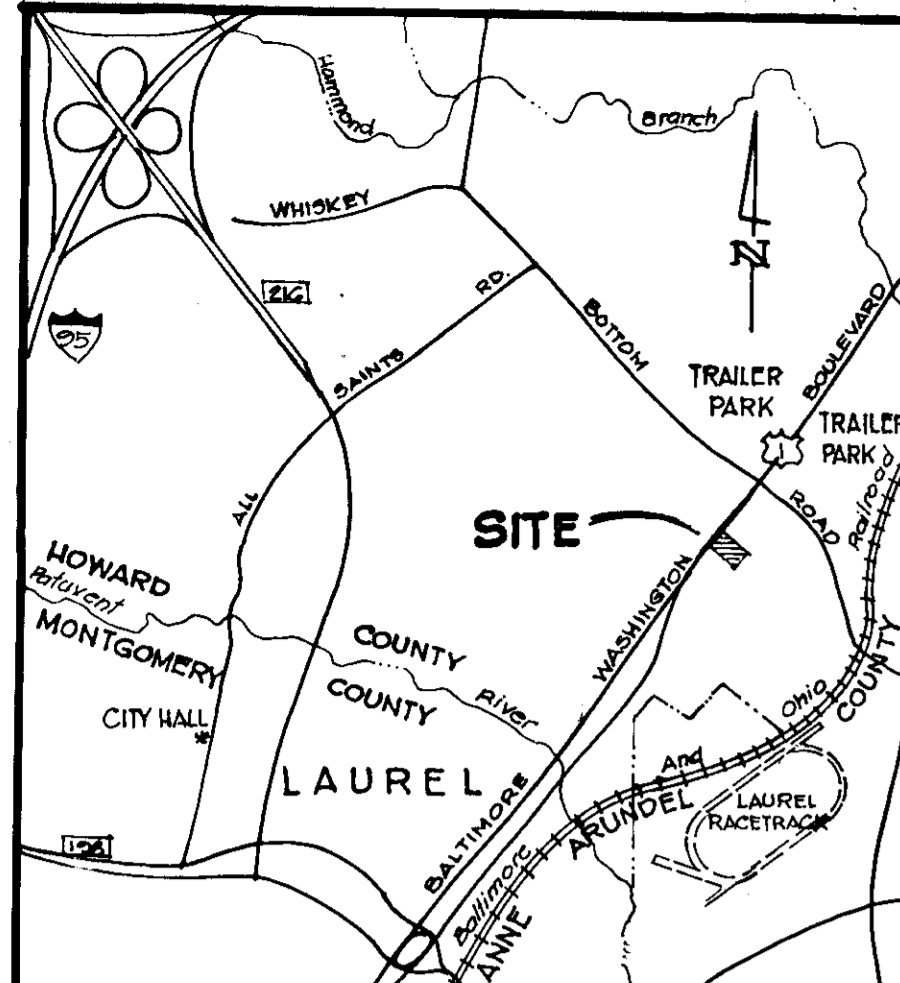 Hammond
Branch
WHISKEY
BOTTOM
ROAD
N
216
95
ALL
SAINTS
RD.
BOULEVARD
TRAILER
PARK
1
TRAILER
PARK
Railroad
SITE
WASHINGTON
HOWARD
COUNTY
Patuxent
River
MONTGOMERY
COUNTY
CITY HALL
*
LAUREL
BALTIMORE
Baltimore
And
Ohio
ANNE
ARUNDEL
COUNTY
LAUREL
RACETRACK
198